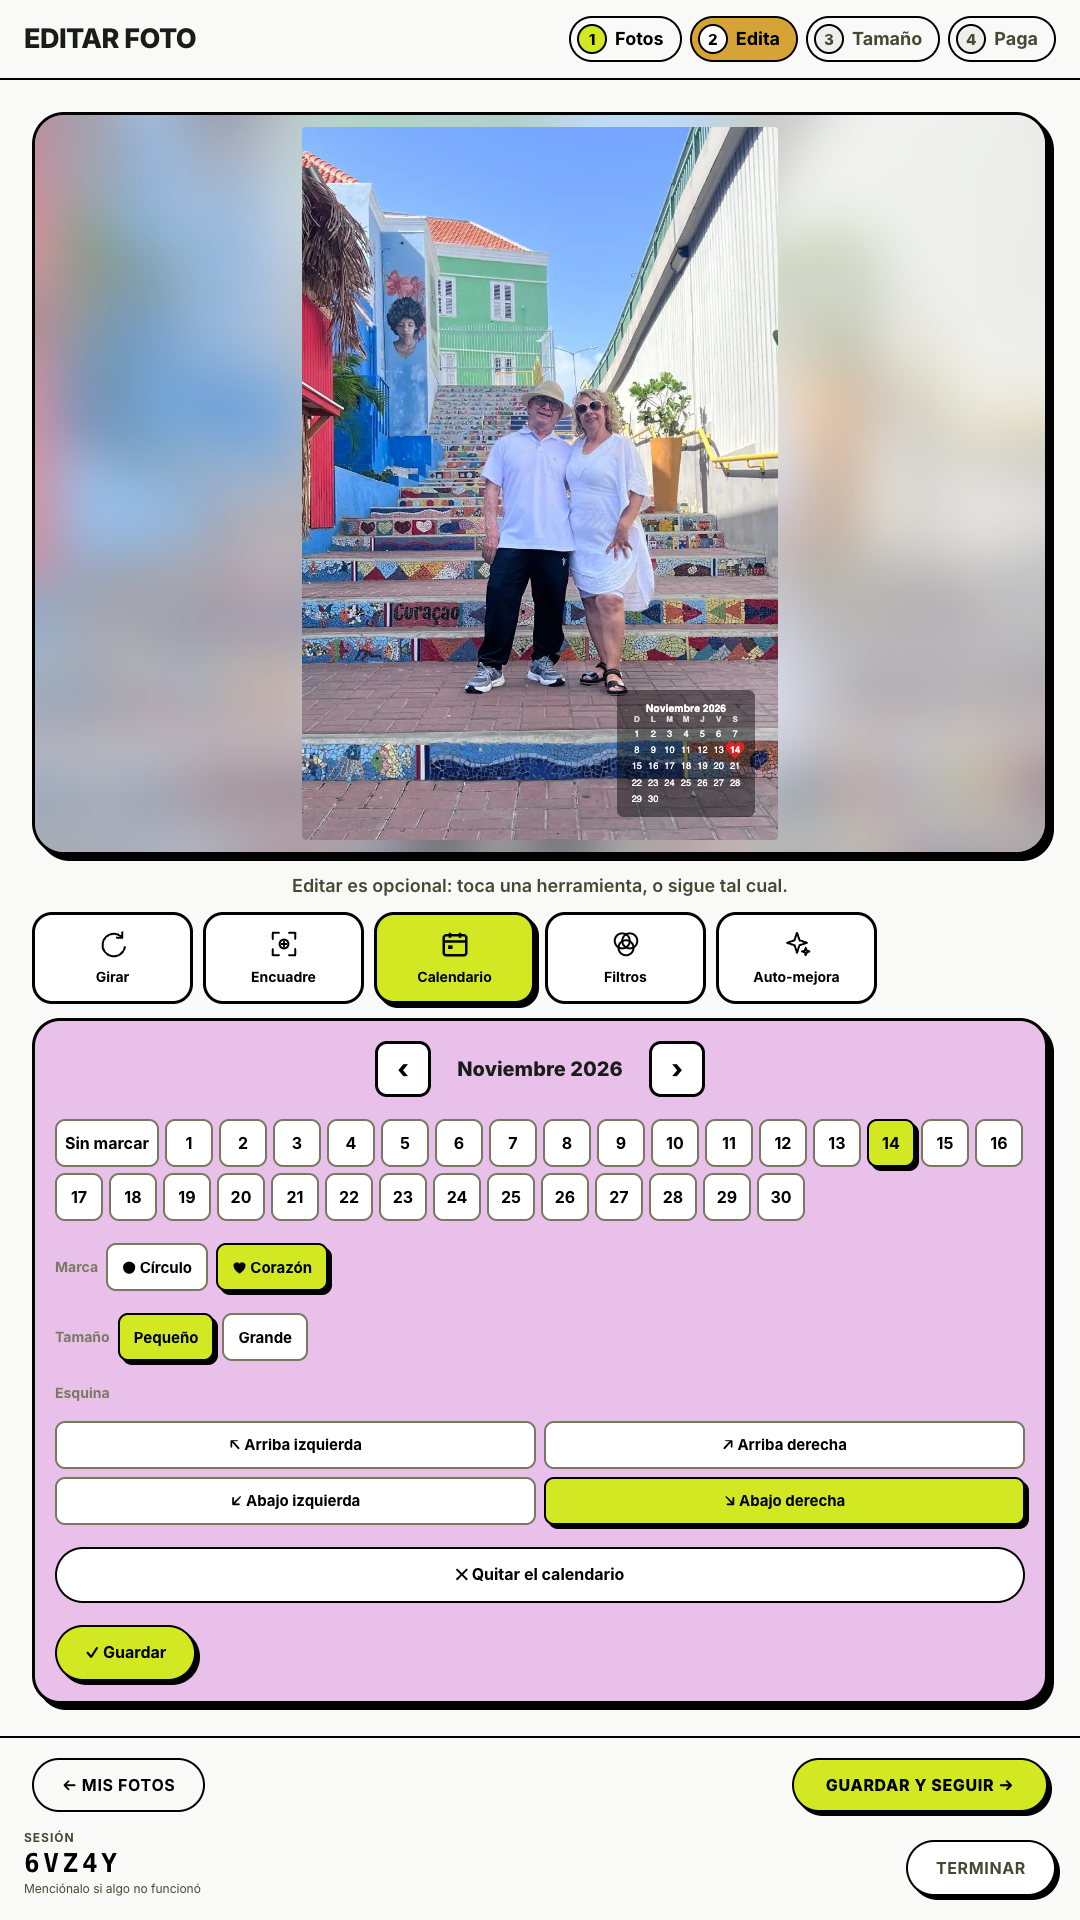 EDITAR FOTO
1 Fotos
2 Edita
3 Tamaño
4 Paga
Curaçao
Noviembre 2026
D L M M J V S
1 2 3 4 5 6 7
8 9 10 11 12 13 14
15 16 17 18 19 20 21
22 23 24 25 26 27 28
29 30
Editar es opcional: toca una herramienta, o sigue tal cual.
Girar
Encuadre
Calendario
Filtros
Auto-mejora
‹ Noviembre 2026 ›
Sin marcar 1 2 3 4 5 6 7 8 9 10 11 12 13 14 15 16
17 18 19 20 21 22 23 24 25 26 27 28 29 30
Marca ● Círculo ♥ Corazón
Tamaño Pequeño Grande
Esquina
↖ Arriba izquierda
↗ Arriba derecha
↙ Abajo izquierda
↘ Abajo derecha
✕ Quitar el calendario
✓ Guardar
← MIS FOTOS
GUARDAR Y SEGUIR →
SESIÓN
6VZ4Y
Menciónalo si algo no funcionó
TERMINAR